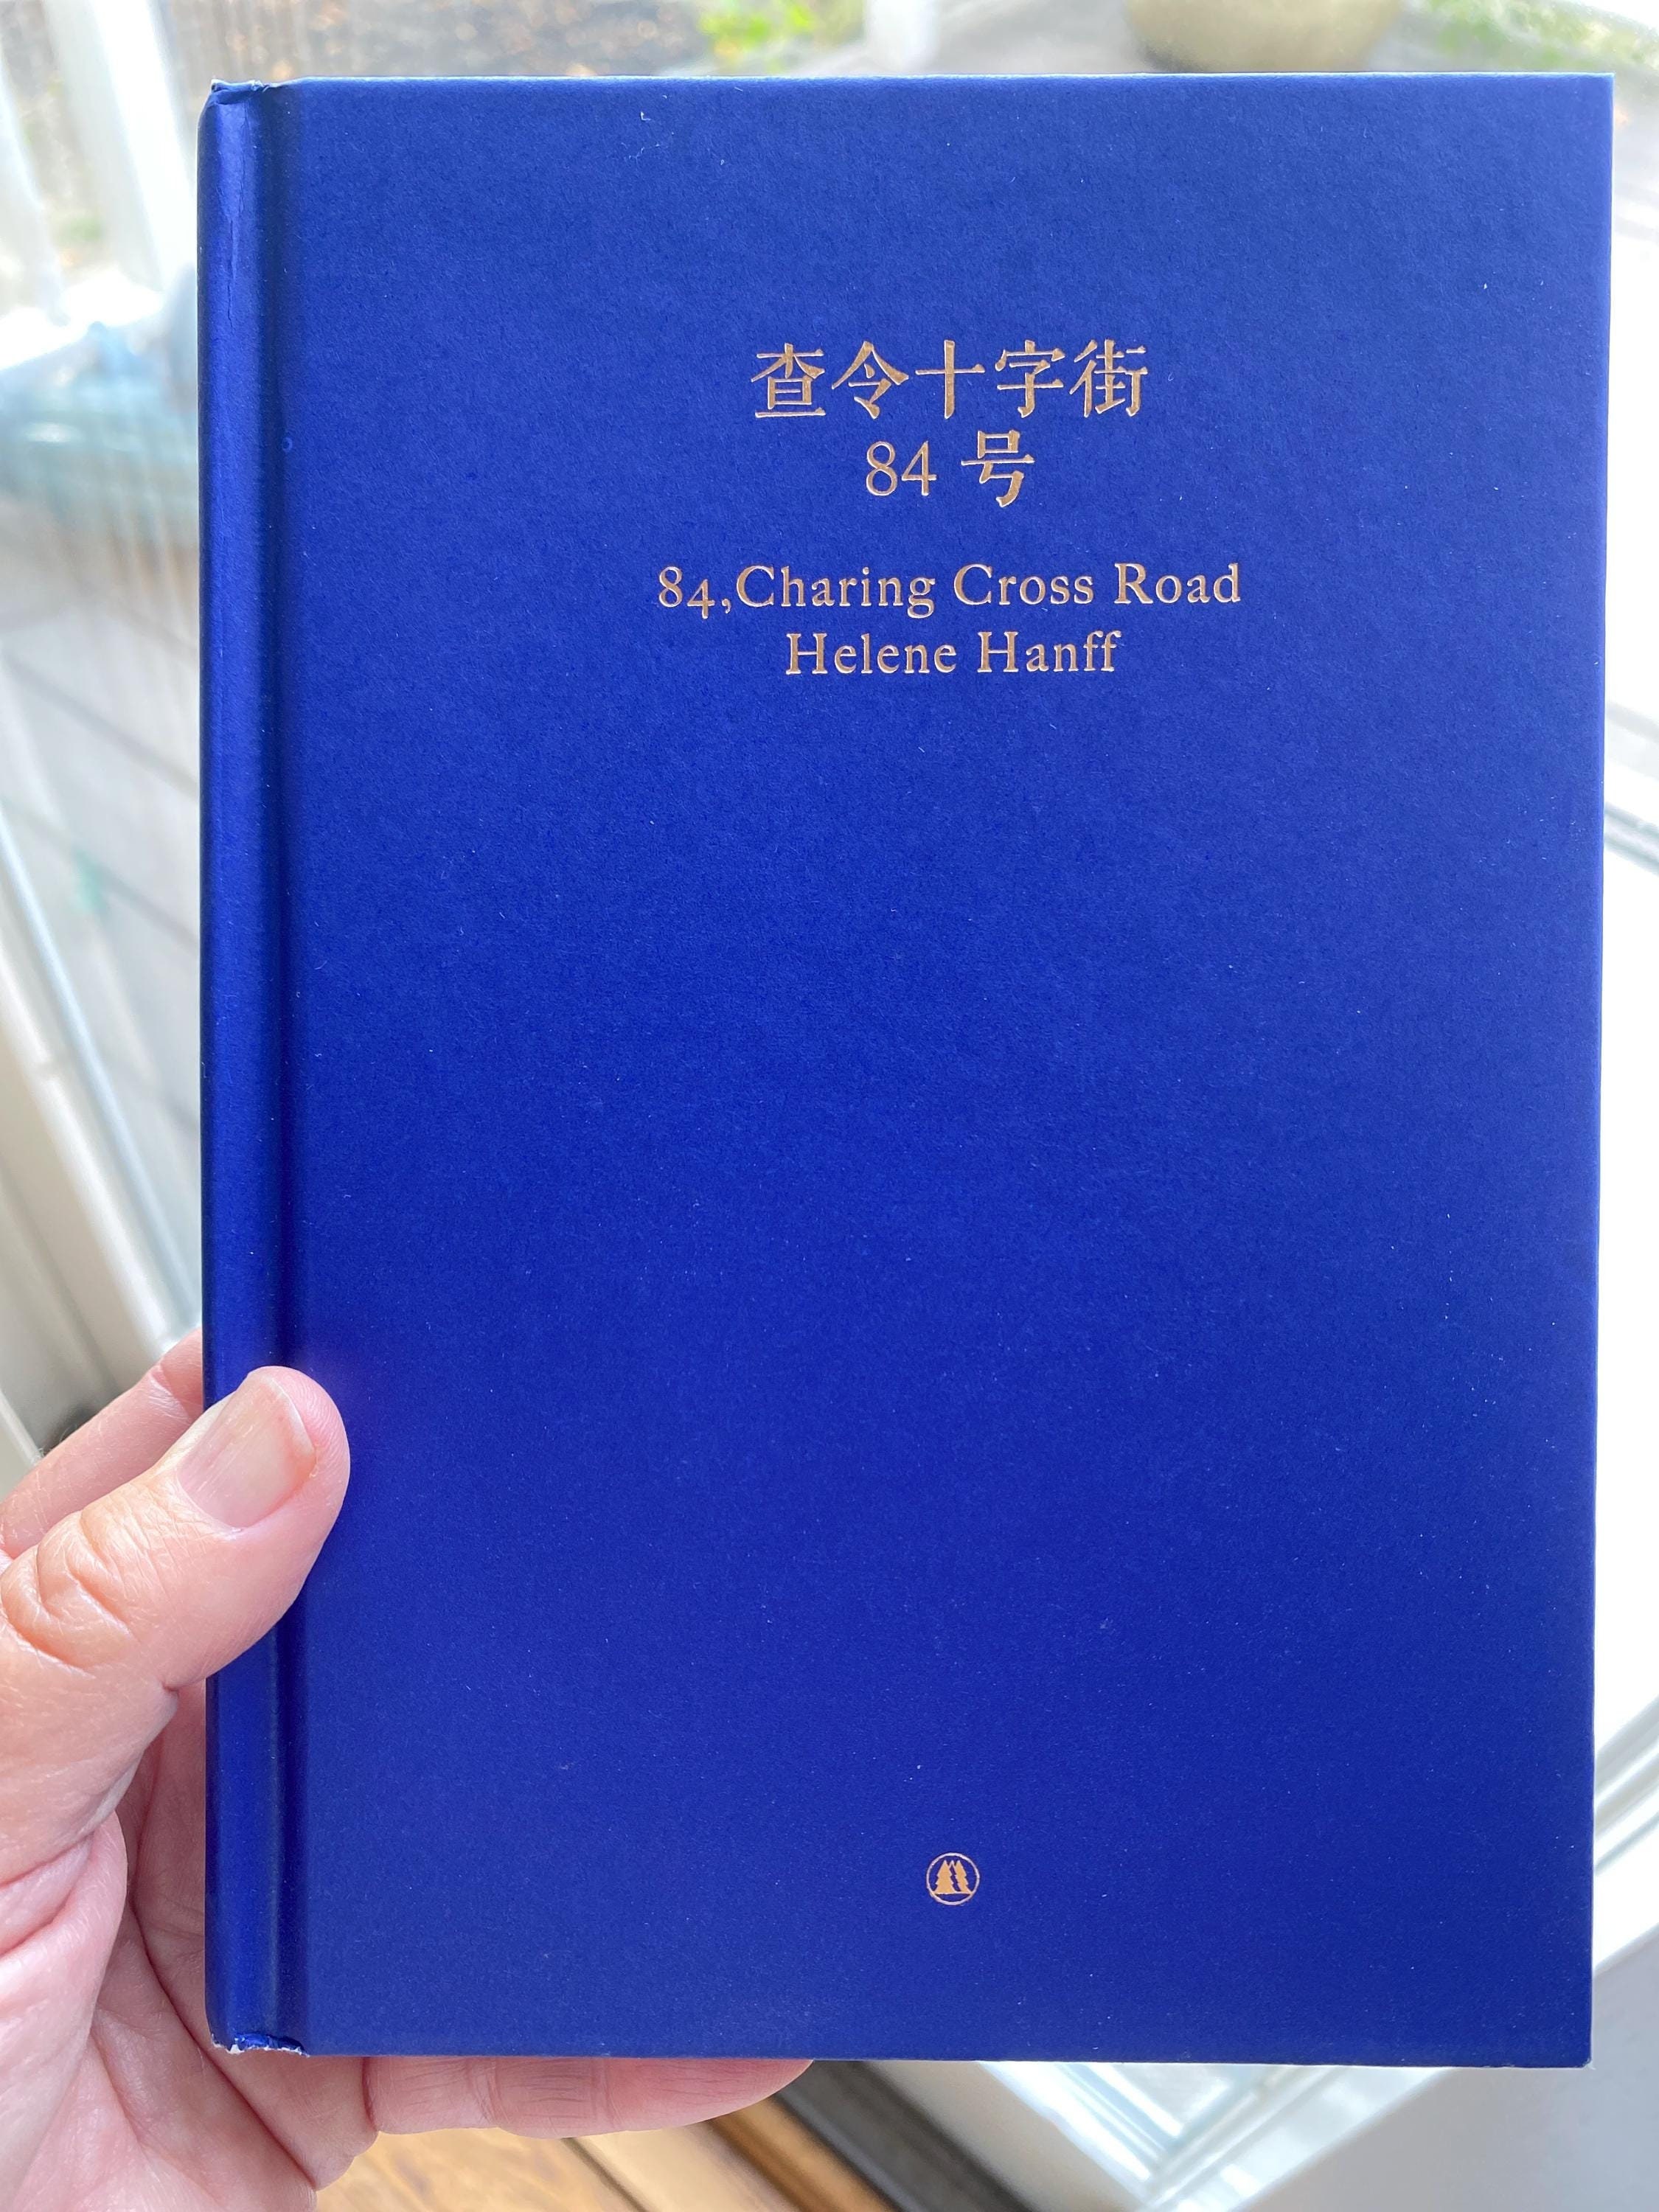 查令十字街
84 号
84,Charing Cross Road
Helene Hanff